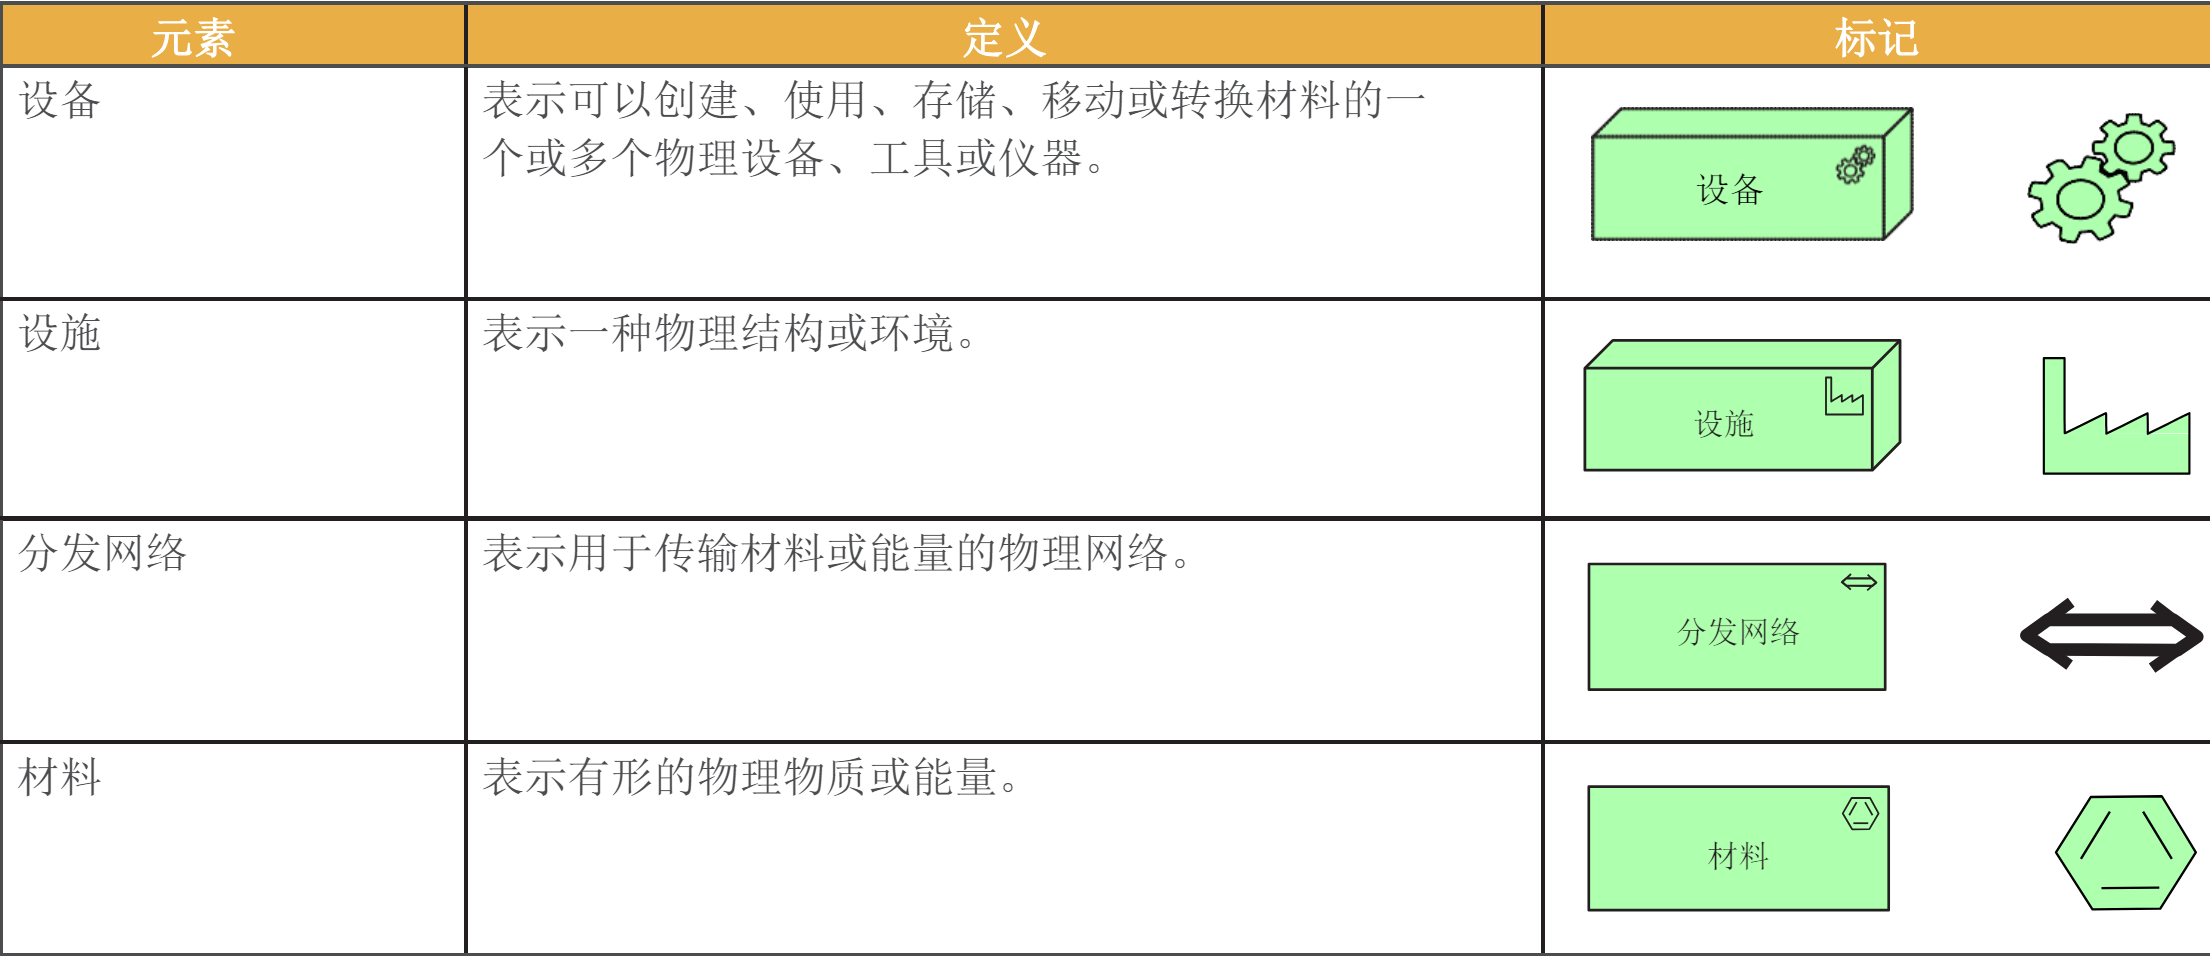 元素
定义
标记
设备
表示可以创建、使用、存储、移动或转换材料的一
个或多个物理设备、工具或仪器。
设备
设施
表示一种物理结构或环境。
设施
分发网络
表示用于传输材料或能量的物理网络。
分发网络
材料
表示有形的物理物质或能量。
材料